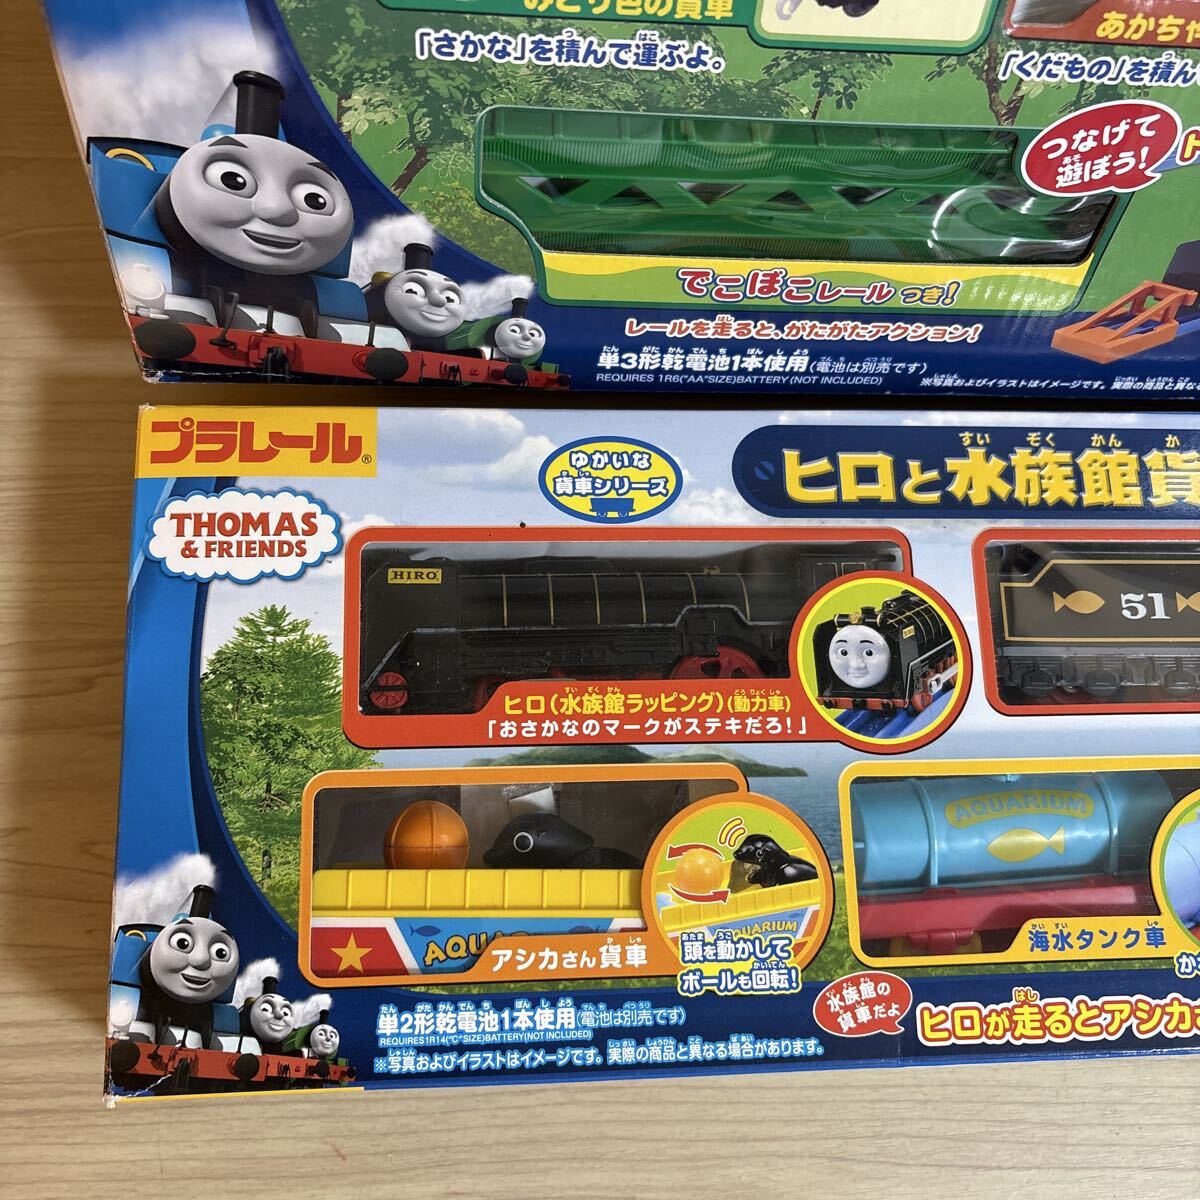 みどり色の貨車
「さかな」を積んで運ぶよ。
あかちゃ
「くだもの」を積ん
つなげて
遊ぼう!
でこぼこレール つき!
レールを走ると、がたがたアクション!
単3形乾電池1本使用(電池は別売です)
REQUIRES 1R6("AA"SIZE)BATTERY(NOT INCLUDED)
※写真およびイラストはイメージです。実際の商品と異な
プラレール®
THOMAS
& FRIENDS™
ゆかいな
貨車シリーズ
ヒロと水族館貨
HIRO
51
ヒロ(水族館ラッピング)(動力車)
「おさかなのマークがステキだろ!」
AQUARIUM
アシカさん貨車
AQUARIUM
頭を動かして
ボールも回転!
海水タンク車
水族館の
貨車だよ
ヒロが走るとアシカさ
単2形乾電池1本使用(電池は別売です)
REQUIRES1R14("C"SIZE)BATTERY(NOT INCLUDED)
※写真およびイラストはイメージです。実際の商品と異なる場合があります。